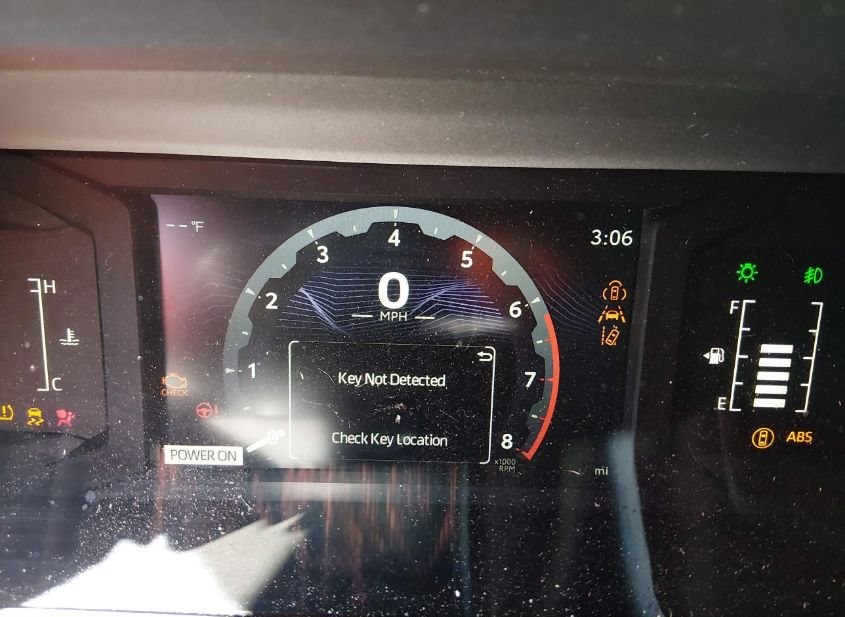 -- °F
3:06
4
3
5
2
0
MPH
6
1
7
8
x1000
RPM
Key Not Detected
Check Key Location
CHECK
POWER ON
0
mi
H
C
F
E
ABS